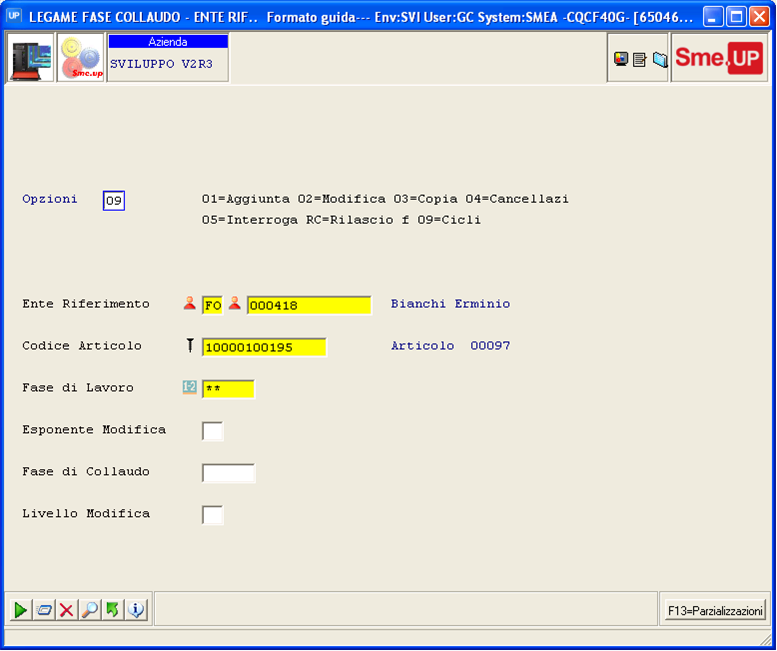 UP LEGAME FASE COLLAUDO - ENTE RIF.. Formato guida--- Env:SVI User:GC System:SMEA -CQCF40G- [65046...
Sme.up
Azienda
SVILUPPO V2R3
Sme.UP
Opzioni 09 01=Aggiunta 02=Modifica 03=Copia 04=Cancellazi
05=Interroga RC=Rilascio f 09=Cicli
Ente Riferimento FO 000418 Bianchi Erminio
Codice Articolo 10000100195 Articolo 00097
Fase di Lavoro **
Esponente Modifica
Fase di Collaudo
Livello Modifica
F13=Parzializzazioni